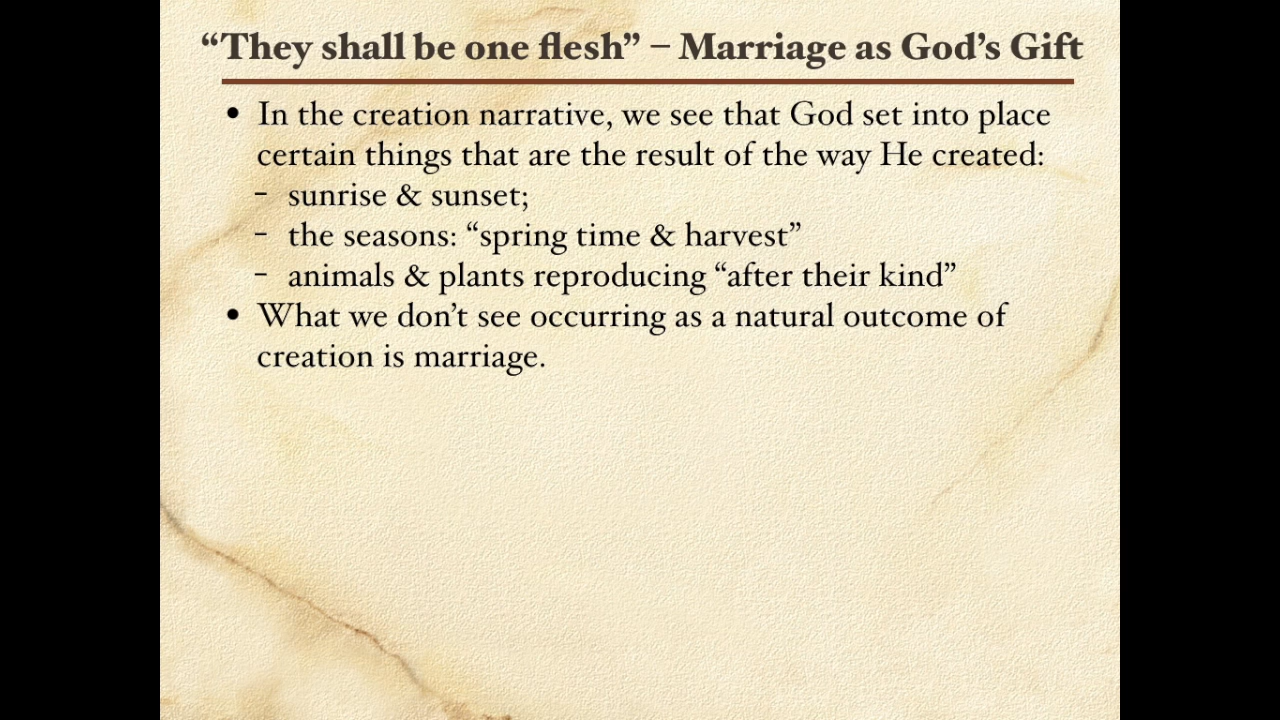 “They shall be one flesh” – Marriage as God’s Gift
• In the creation narrative, we see that God set into place
certain things that are the result of the way He created:
– sunrise & sunset;
– the seasons: “spring time & harvest”
– animals & plants reproducing “after their kind”
• What we don’t see occurring as a natural outcome of
creation is marriage.